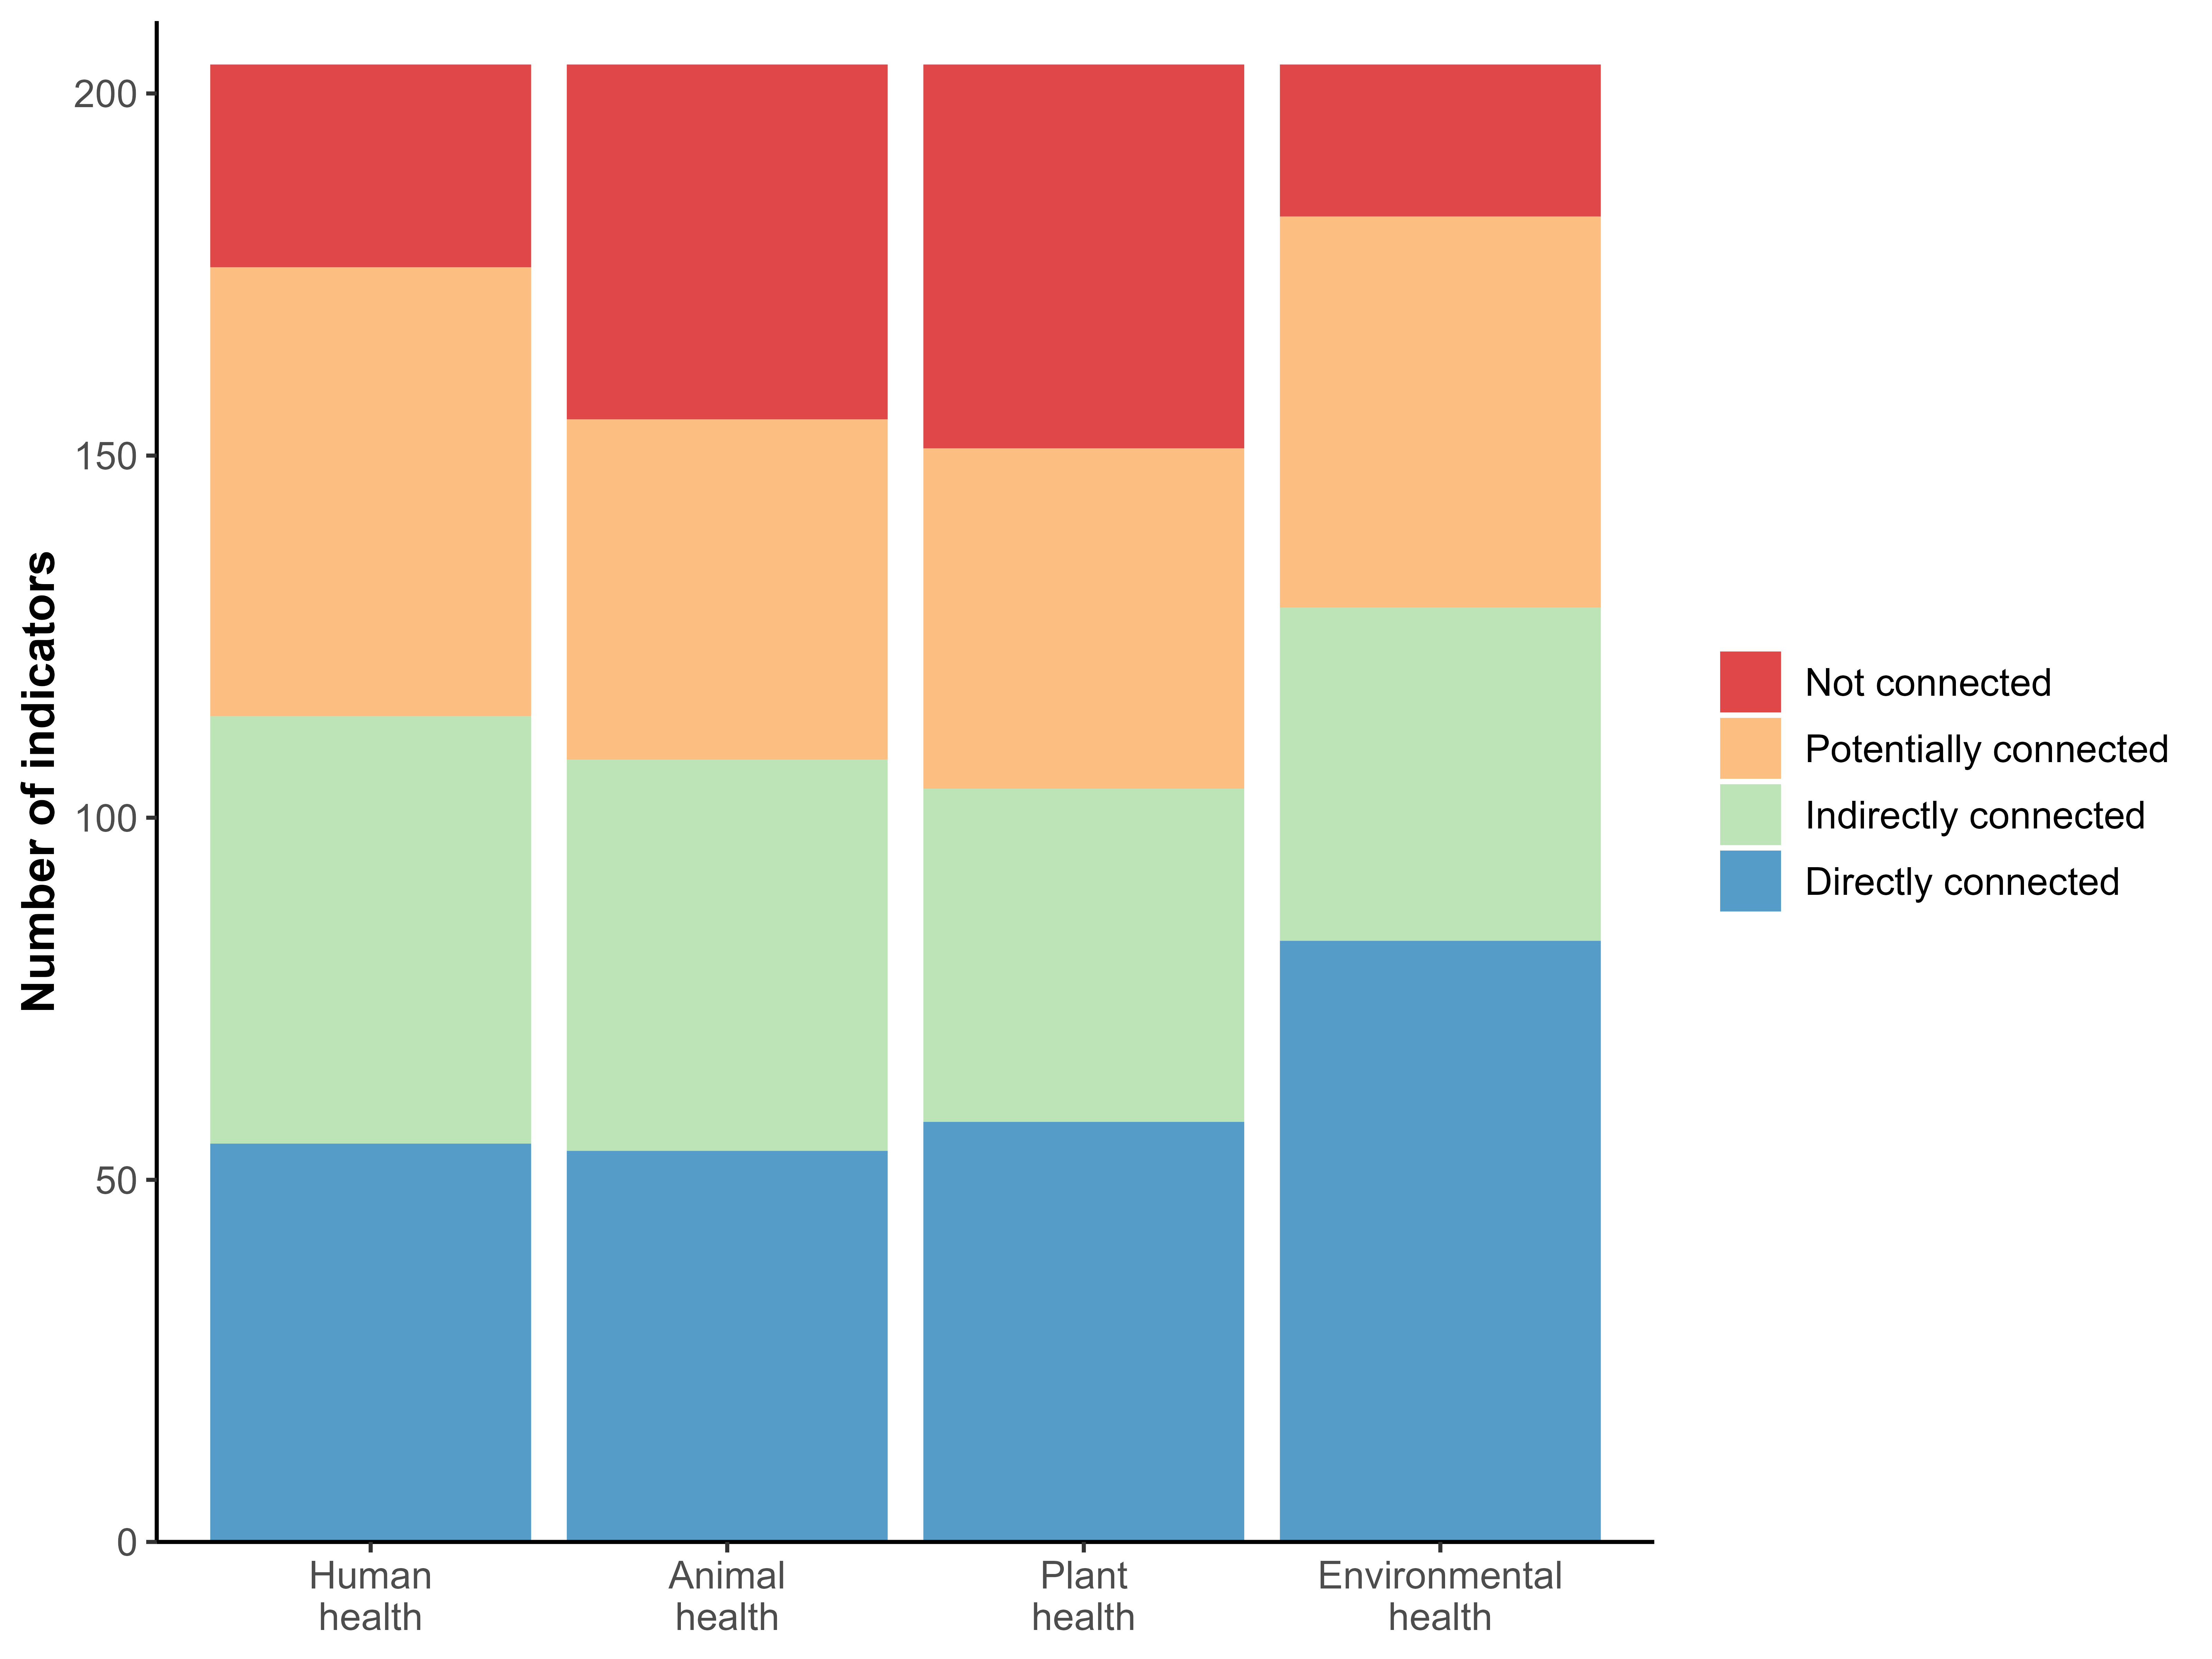 Number of indicators
200
150
100
50
0
Human
health
Animal
health
Plant
health
Environmental
health
Not connected
Potentially connected
Indirectly connected
Directly connected